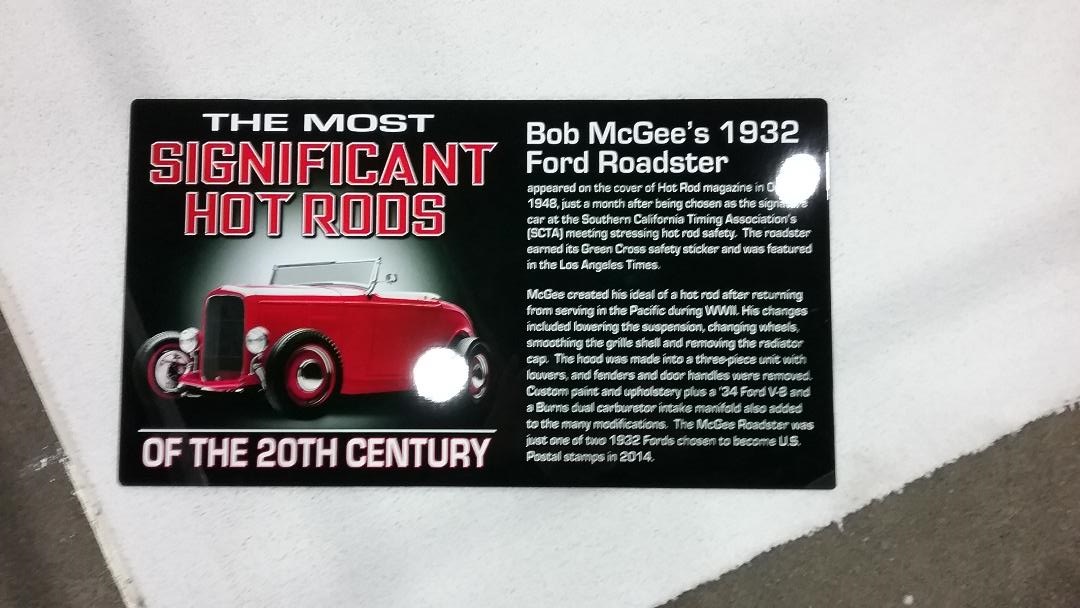 THE MOST
SIGNIFICANT
HOT RODS
OF THE 20TH CENTURY
Bob McGee's 1932
Ford Roadster
appeared on the cover of Hot Rod magazine in
1948, just a month after being chosen as the signature
car at the Southern California Timing Association's
(SCTA) meeting stressing hot rod safety. The roadster
earned its Green Cross safety sticker and was featured
in the Los Angeles Times.
McGee created his ideal of a hot rod after returning
from serving in the Pacific during WWII. His changes
included lowering the suspension, changing wheels,
smoothing the grille shell and removing the radiator
cap. The hood was made into a three-piece unit with
louvers, and fenders and door handles were removed.
Custom paint and upholstery plus a '34 Ford V-8 and
a Burns dual carburetor intake manifold also added
to the many modifications. The McGee Roadster was
just one of two 1932 Fords chosen to become U.S.
Postal stamps in 2014.